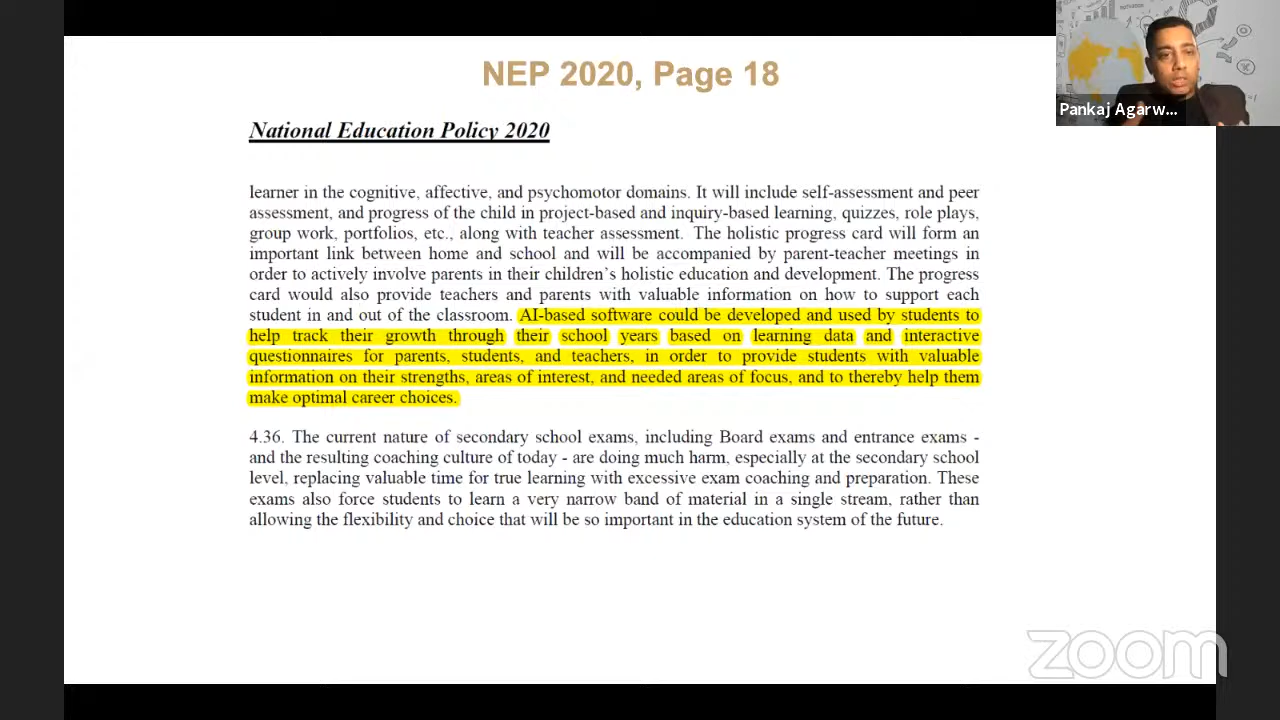 NEP 2020, Page 18
Pankaj Agarw...
National Education Policy 2020
learner in the cognitive, affective, and psychomotor domains. It will include self-assessment and peer
assessment, and progress of the child in project-based and inquiry-based learning, quizzes, role plays,
group work, portfolios, etc., along with teacher assessment. The holistic progress card will form an
important link between home and school and will be accompanied by parent-teacher meetings in
order to actively involve parents in their children's holistic education and development. The progress
card would also provide teachers and parents with valuable information on how to support each
student in and out of the classroom. AI-based software could be developed and used by students to
help track their growth through their school years based on learning data and interactive
questionnaires for parents, students, and teachers, in order to provide students with valuable
information on their strengths, areas of interest, and needed areas of focus, and to thereby help them
make optimal career choices.
4.36. The current nature of secondary school exams, including Board exams and entrance exams -
and the resulting coaching culture of today - are doing much harm, especially at the secondary school
level, replacing valuable time for true learning with excessive exam coaching and preparation. These
exams also force students to learn a very narrow band of material in a single stream, rather than
allowing the flexibility and choice that will be so important in the education system of the future.
zoom